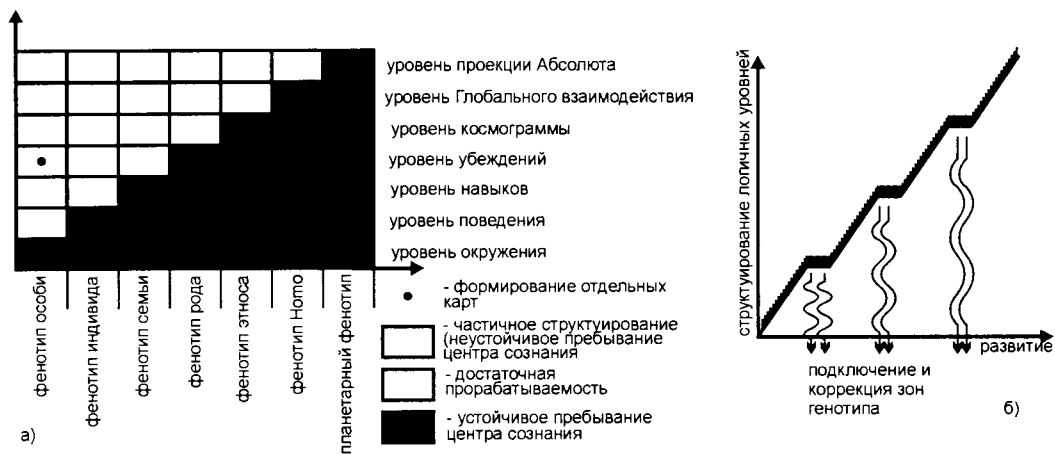 уровень проекции Абсолюта
уровень Глобального взаимодействия
уровень космограммы
уровень убеждений
уровень навыков
уровень поведения
уровень окружения
фенотип особи
фенотип индивида
фенотип семьи
фенотип рода
фенотип этноса
фенотип Homo
планетарный фенотип
- формирование отдельных
карт
- частичное структуирование
(неустойчивое пребывание
центра сознания
- достаточная
прорабатываемость
- устойчивое пребывание
центра сознания
а)
структуирование логичных уровней
развитие
подключение и
коррекция зон
генотипа
б)